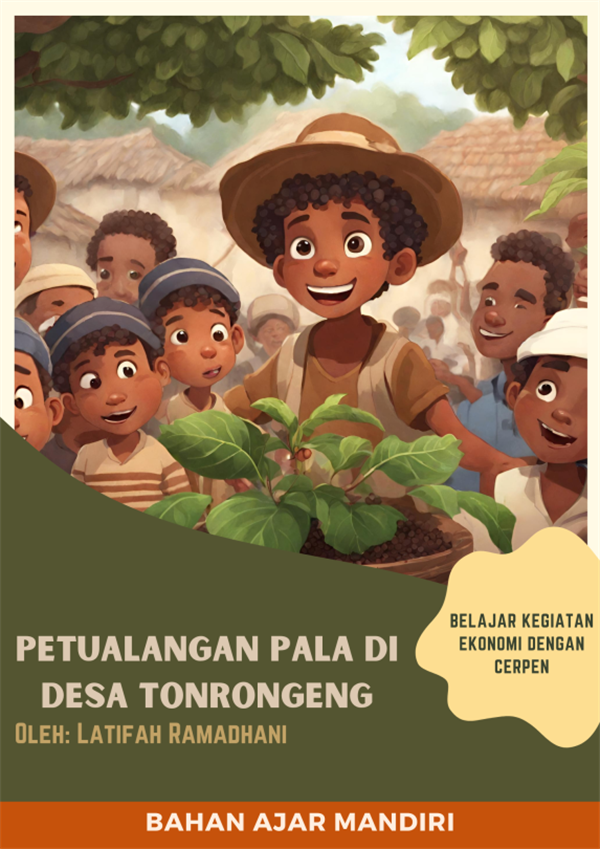 PETUALANGAN PALA DI
DESA TONRONGENG
OLEH: LATIFAH RAMADHANI
BELAJAR KEGIATAN
EKONOMI DENGAN
CERPEN
BAHAN AJAR MANDIRI